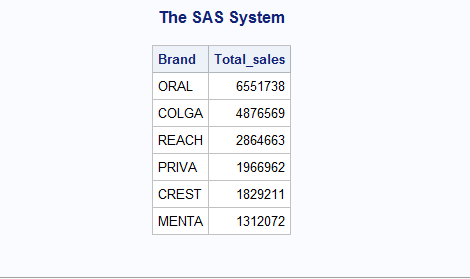 The SAS System
Brand Total_sales
ORAL 6551738
COLGA 4876569
REACH 2864663
PRIVA 1966962
CREST 1829211
MENTA 1312072